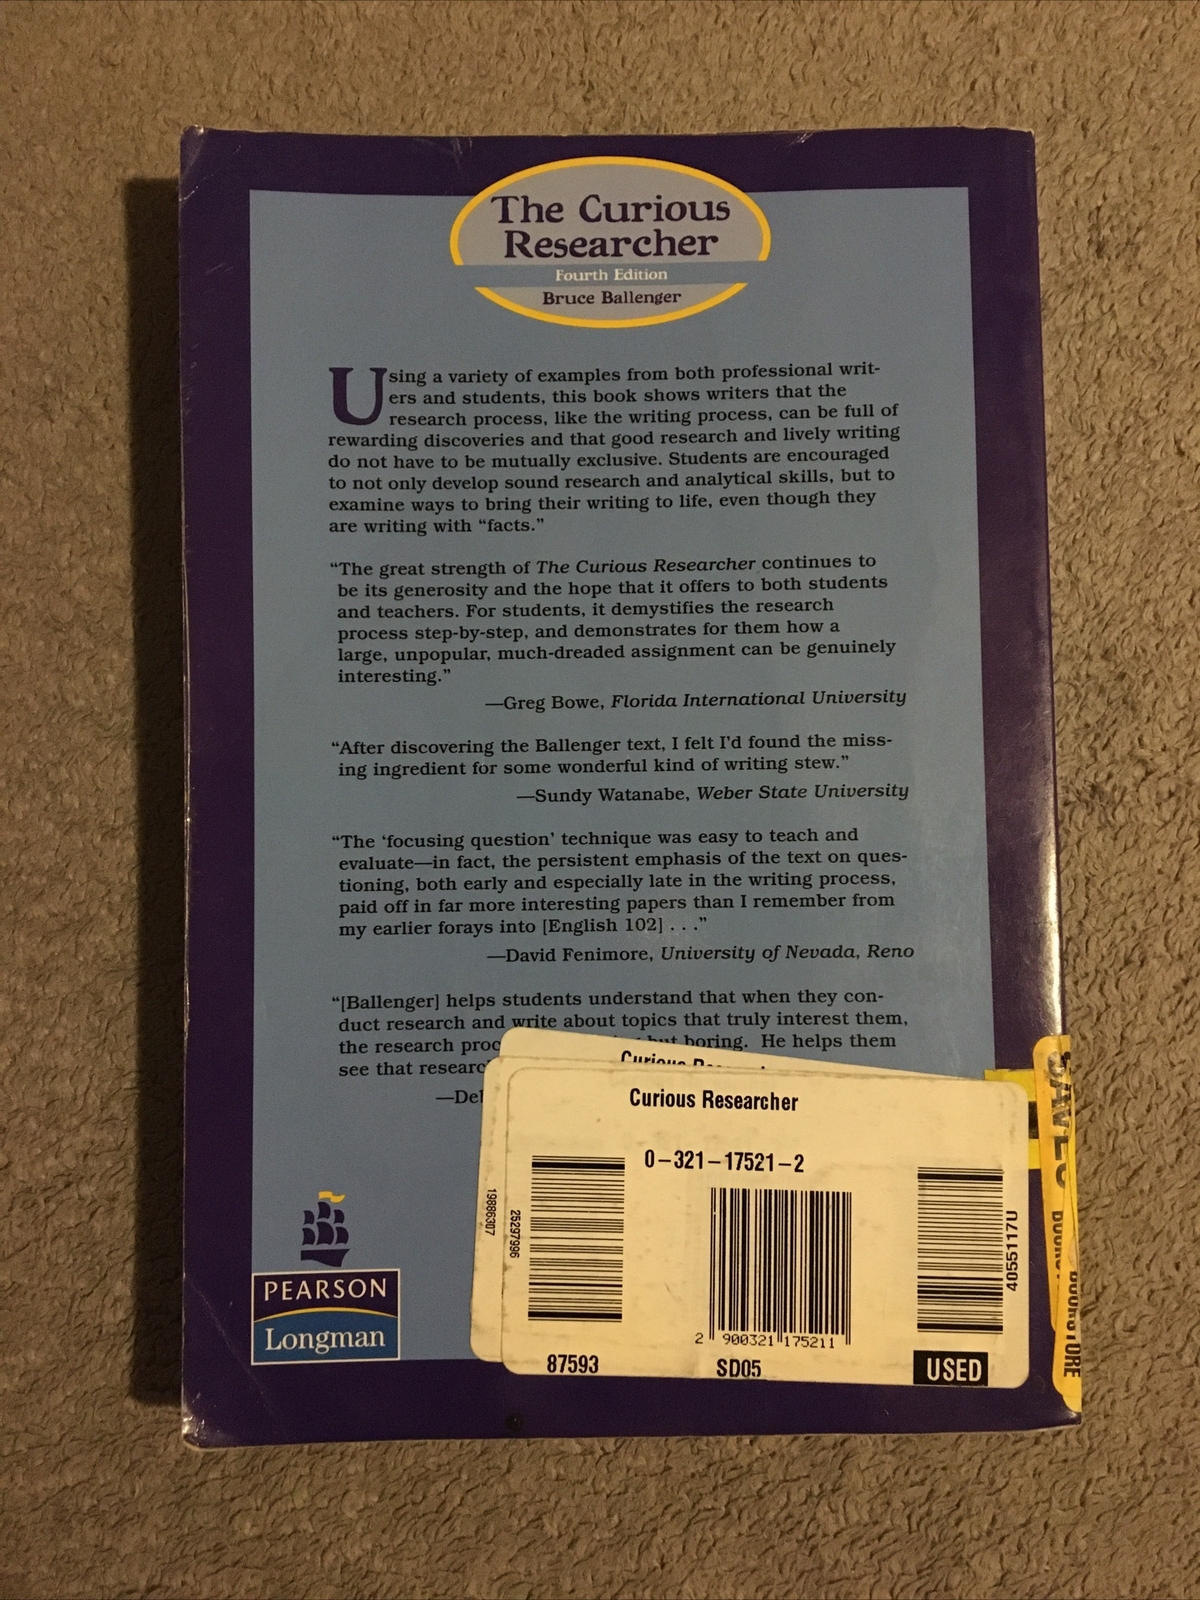 The Curious
Researcher
Fourth Edition
Bruce Ballenger
Using a variety of examples from both professional writ-
ers and students, this book shows writers that the
research process, like the writing process, can be full of
rewarding discoveries and that good research and lively writing
do not have to be mutually exclusive. Students are encouraged
to not only develop sound research and analytical skills, but to
examine ways to bring their writing to life, even though they
are writing with “facts.”
“The great strength of The Curious Researcher continues to
be its generosity and the hope that it offers to both students
and teachers. For students, it demystifies the research
process step-by-step, and demonstrates for them how a
large, unpopular, much-dreaded assignment can be genuinely
interesting.”
—Greg Bowe, Florida International University
“After discovering the Ballenger text, I felt I’d found the miss-
ing ingredient for some wonderful kind of writing stew.”
—Sundy Watanabe, Weber State University
“The ‘focusing question’ technique was easy to teach and
evaluate—in fact, the persistent emphasis of the text on ques-
tioning, both early and especially late in the writing process,
paid off in far more interesting papers than I remember from
my earlier forays into [English 102] . . .”
—David Fenimore, University of Nevada, Reno
“[Ballenger] helps students understand that when they con-
duct research and write about topics that truly interest them,
the research but boring. He helps them
see that
Curious
Curious Researcher
0-321-17521-2
19886307
25297996
4055117U
2 900321 175211
87593
SD05
USED
BOOKSTORE
PEARSON
Longman